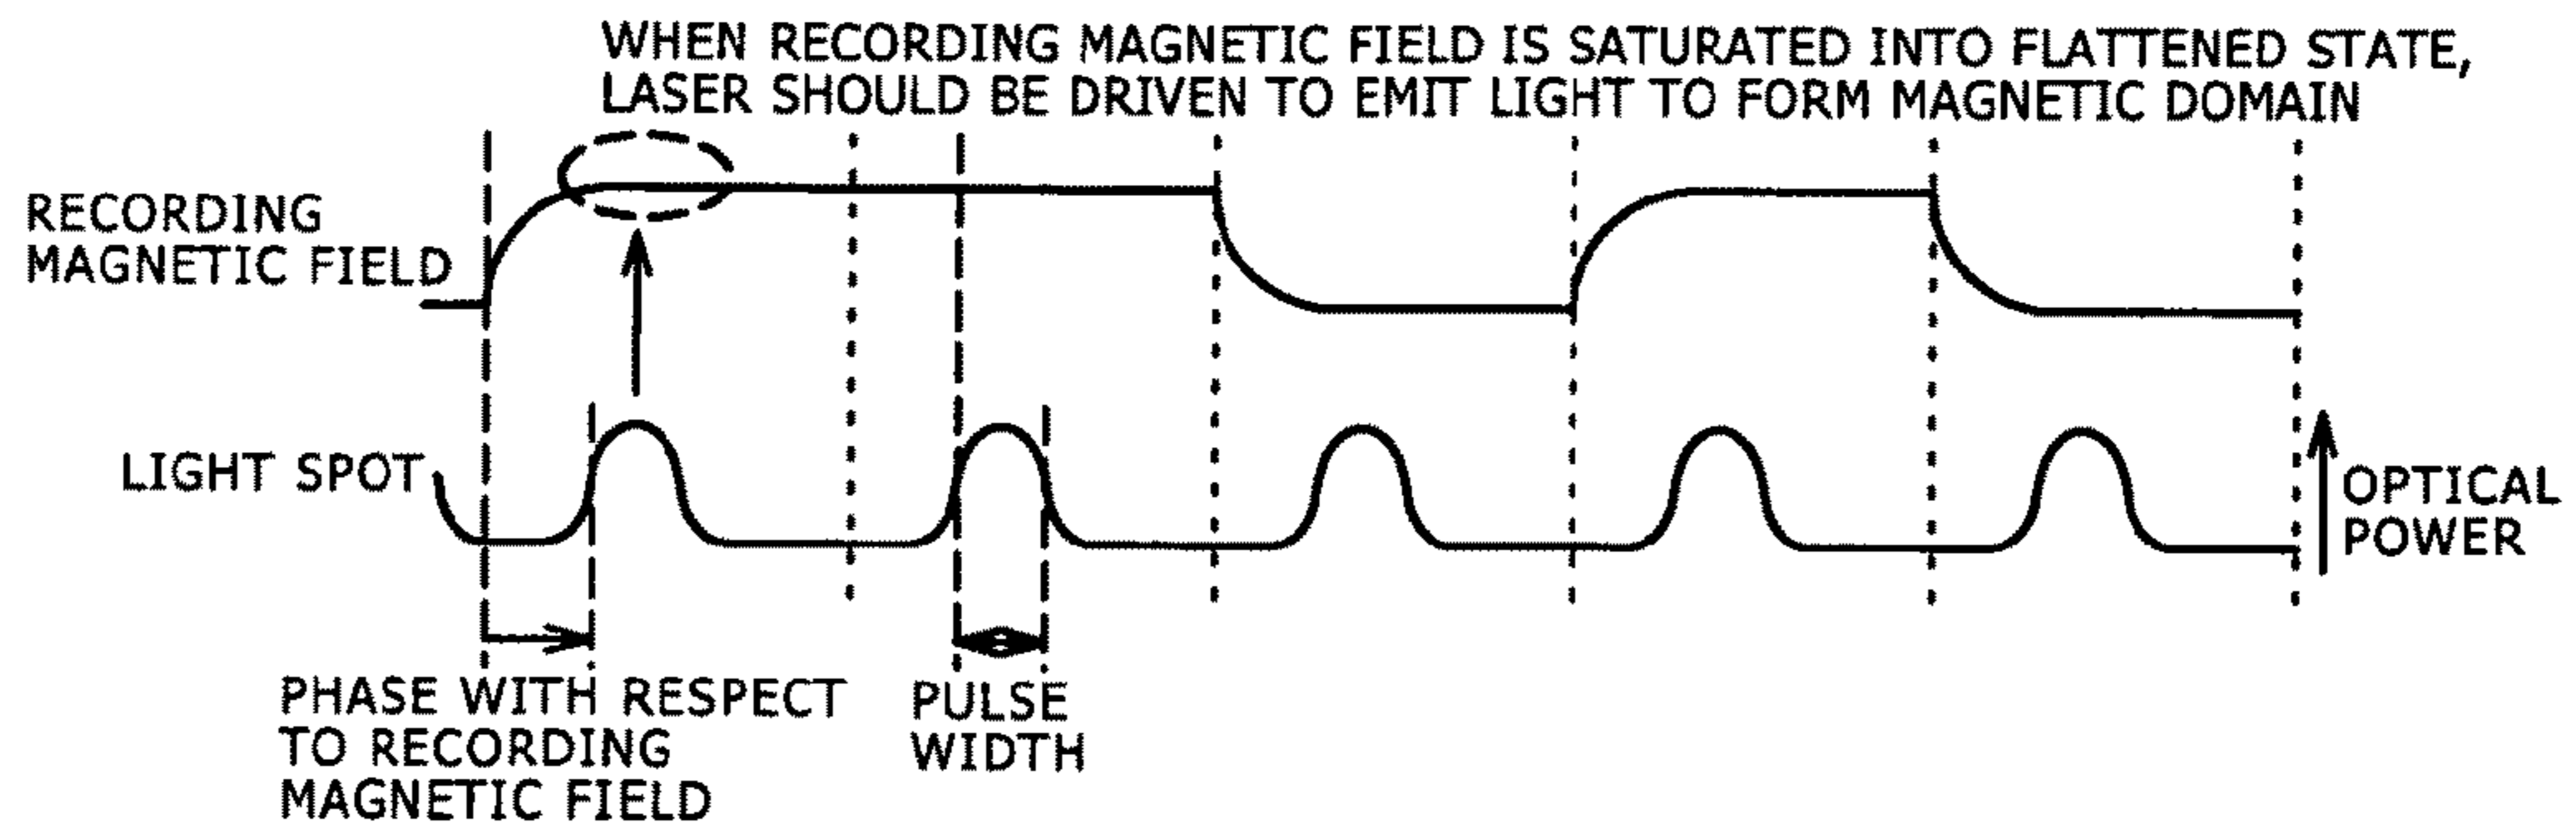 WHEN RECORDING MAGNETIC FIELD IS SATURATED INTO FLATTENED STATE,
LASER SHOULD BE DRIVEN TO EMIT LIGHT TO FORM MAGNETIC DOMAIN
RECORDING
MAGNETIC FIELD
LIGHT SPOT
OPTICAL
POWER
PHASE WITH RESPECT
TO RECORDING
MAGNETIC FIELD
PULSE
WIDTH